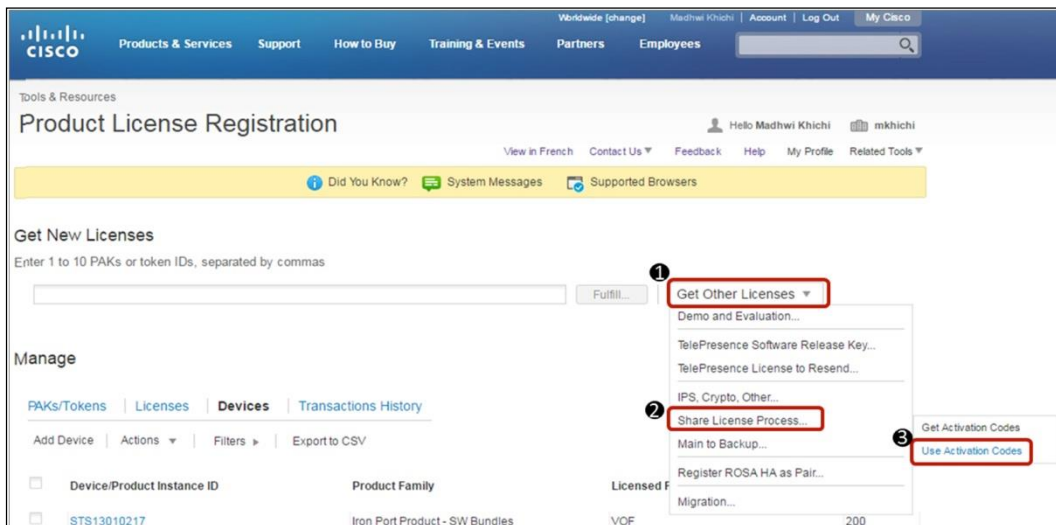 Worldwide [change] Madhwi Khichi | Account | Log Out My Cisco
CISCO Products & Services Support How to Buy Training & Events Partners Employees
Tools & Resources
Product License Registration
Hello Madhwi Khichi mkhichi
View in French Contact Us Feedback Help My Profile Related Tools
Did You Know? System Messages Supported Browsers
Get New Licenses
Enter 1 to 10 PAKs or token IDs, separated by commas
1
Fulfill... Get Other Licenses
Demo and Evaluation...
TelePresence Software Release Key...
TelePresence License to Resend...
IPS, Crypto, Other...
2 Share License Process...
Main to Backup...
Register ROSA HA as Pair...
Migration...
Get Activation Codes
3 Use Activation Codes
Manage
PAKs/Tokens | Licenses | Devices | Transactions History
Add Device | Actions | Filters | Export to CSV
Device/Product Instance ID Product Family Licensed F
STS13010217 Iron Port Product - SW Bundles VOF 200